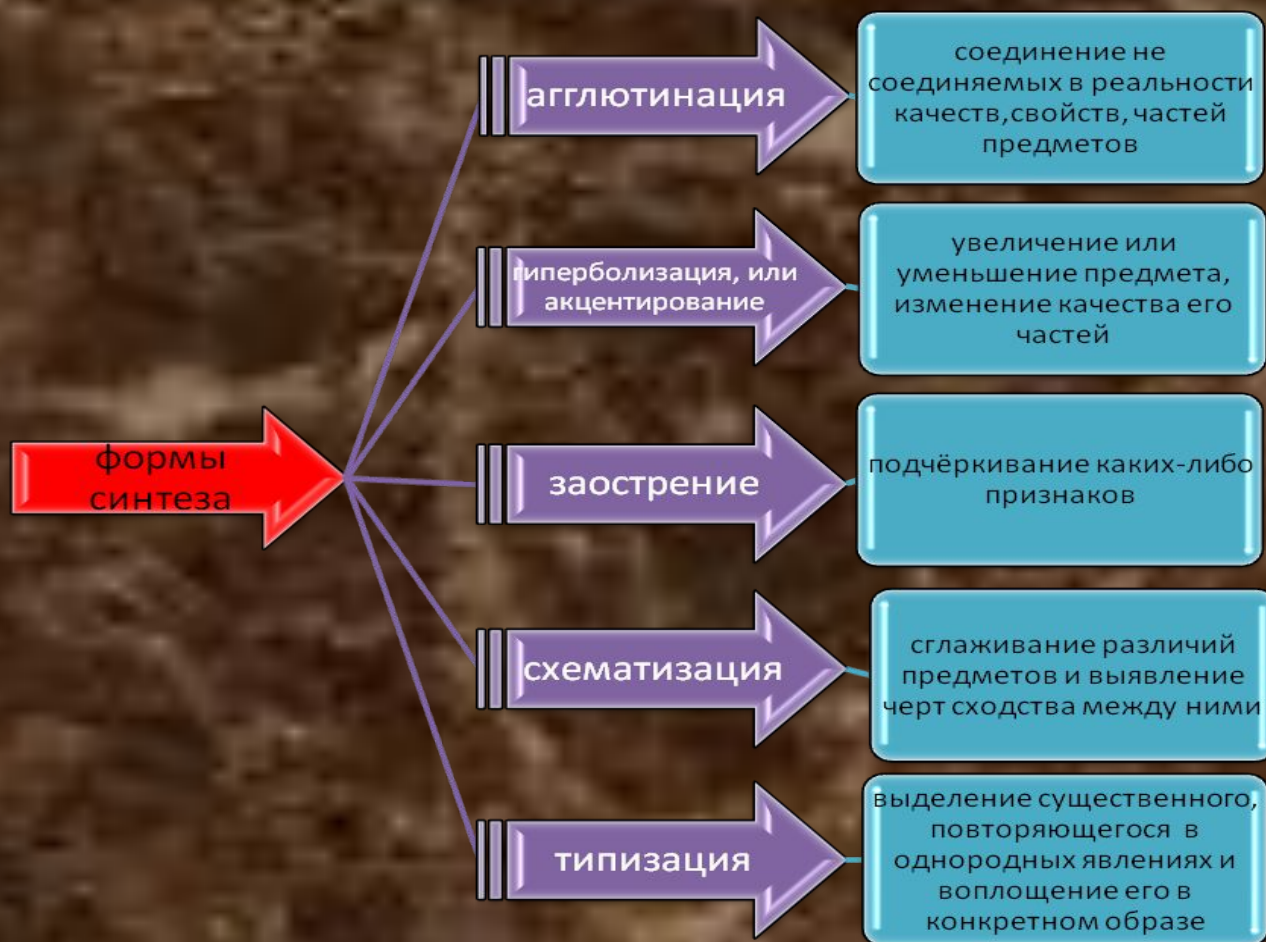 формы
синтеза
агглютинация
соединение не
соединяемых в реальности
качеств,свойств, частей
предметов
гиперболизация, или
акцентирование
увеличение или
уменьшение предмета,
изменение качества его
частей
заострение
подчёркивание каких-либо
признаков
схематизация
сглаживание различий
предметов и выявление
черт сходства между ними
типизация
выделение существенного,
повторяющегося в
однородных явлениях и
воплощение его в
конкретном образе